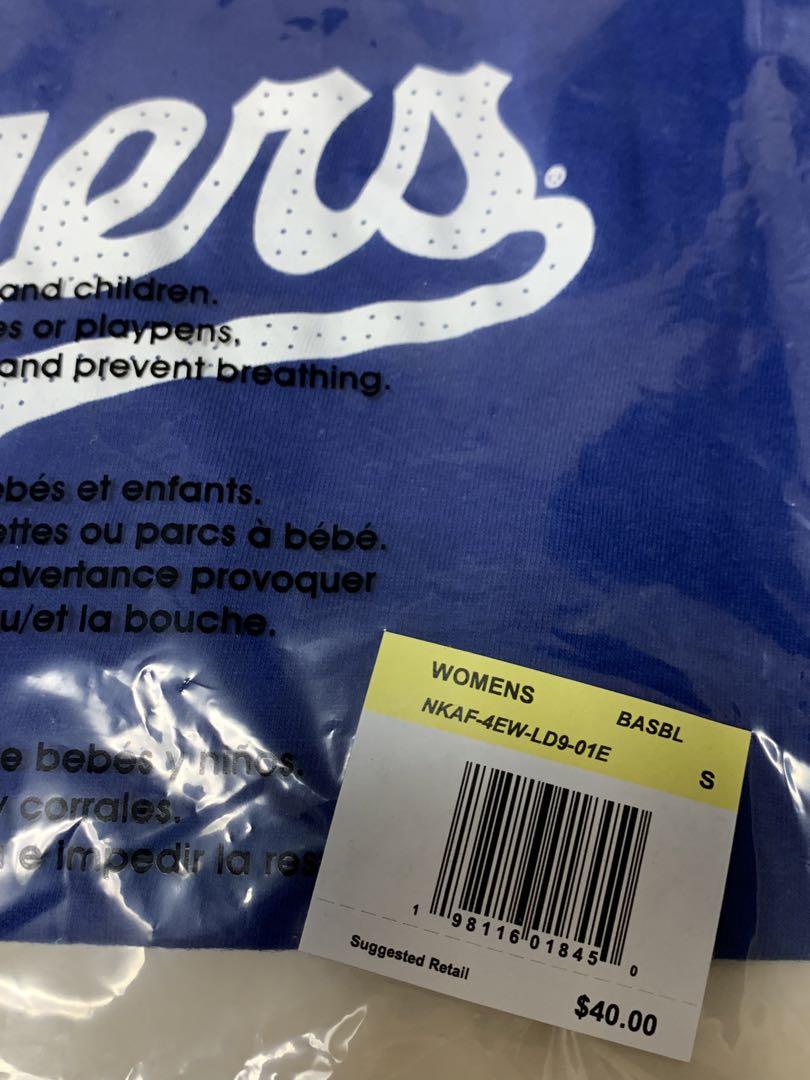 gers®
and children.
es or playpens,
and prevent breathing.
ebés et enfants.
ettes ou parcs à bébé.
dvertance provoquer
u/et la bouche.
e bebés y niños.
y corrales.
e impedir la res
WOMENS
BASBL
NKAF-4EW-LD9-01E
S
1 98116 01845 0
Suggested Retail
$40.00